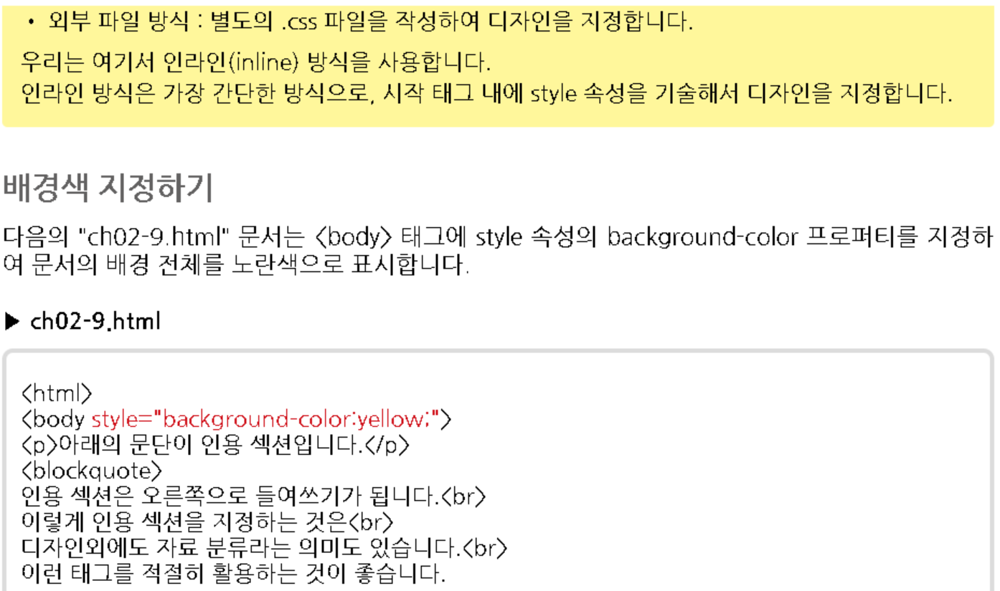 • 외부 파일 방식 : 별도의 .css 파일을 작성하여 디자인을 지정합니다.
우리는 여기서 인라인(inline) 방식을 사용합니다.
인라인 방식은 가장 간단한 방식으로, 시작 태그 내에 style 속성을 기술해서 디자인을 지정합니다.
배경색 지정하기
다음의 "ch02-9.html" 문서는 <body> 태그에 style 속성의 background-color 프로퍼티를 지정하
여 문서의 배경 전체를 노란색으로 표시합니다.
▶ ch02-9.html
<html>
<body style="background-color:yellow;">
<p>아래의 문단이 인용 섹션입니다.</p>
<blockquote>
인용 섹션은 오른쪽으로 들여쓰기가 됩니다.<br>
이렇게 인용 섹션을 지정하는 것은<br>
디자인외에도 자료 분류라는 의미도 있습니다.<br>
이런 태그를 적절히 활용하는 것이 좋습니다.